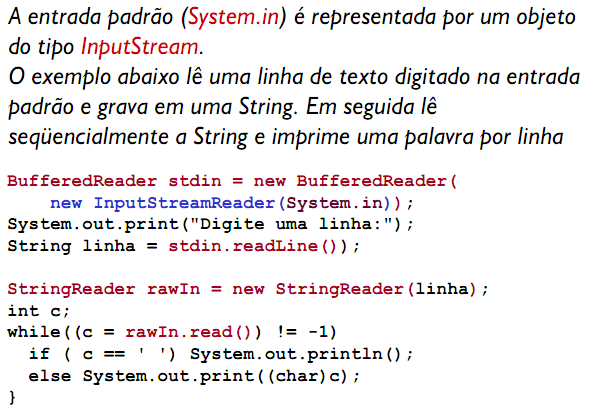 A entrada padrão (System.in) é representada por um objeto
do tipo InputStream.
O exemplo abaixo lê uma linha de texto digitado na entrada
padrão e grava em uma String. Em seguida lê
seqüencialmente a String e imprime uma palavra por linha
BufferedReader stdin = new BufferedReader(
    new InputStreamReader(System.in));
System.out.print("Digite uma linha:");
String linha = stdin.readLine());
StringReader rawIn = new StringReader(linha);
int c;
while((c = rawIn.read()) != -1)
  if ( c == ' ') System.out.println();
  else System.out.print((char)c);
}